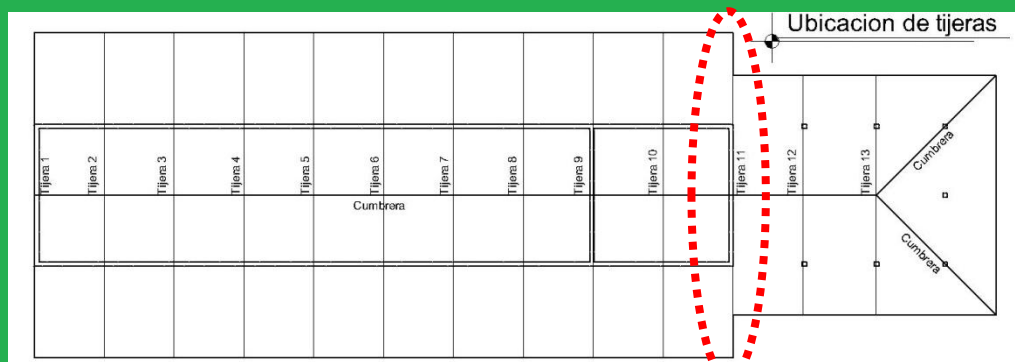 Ubicacion de tijeras
Tijera 1
Tijera 2
Tijera 3
Tijera 4
Tijera 5
Tijera 6
Tijera 7
Tijera 8
Tijera 9
Tijera 10
Tijera 11
Tijera 12
Tijera 13
Cumbrera
Cumbrera
Cumbrera